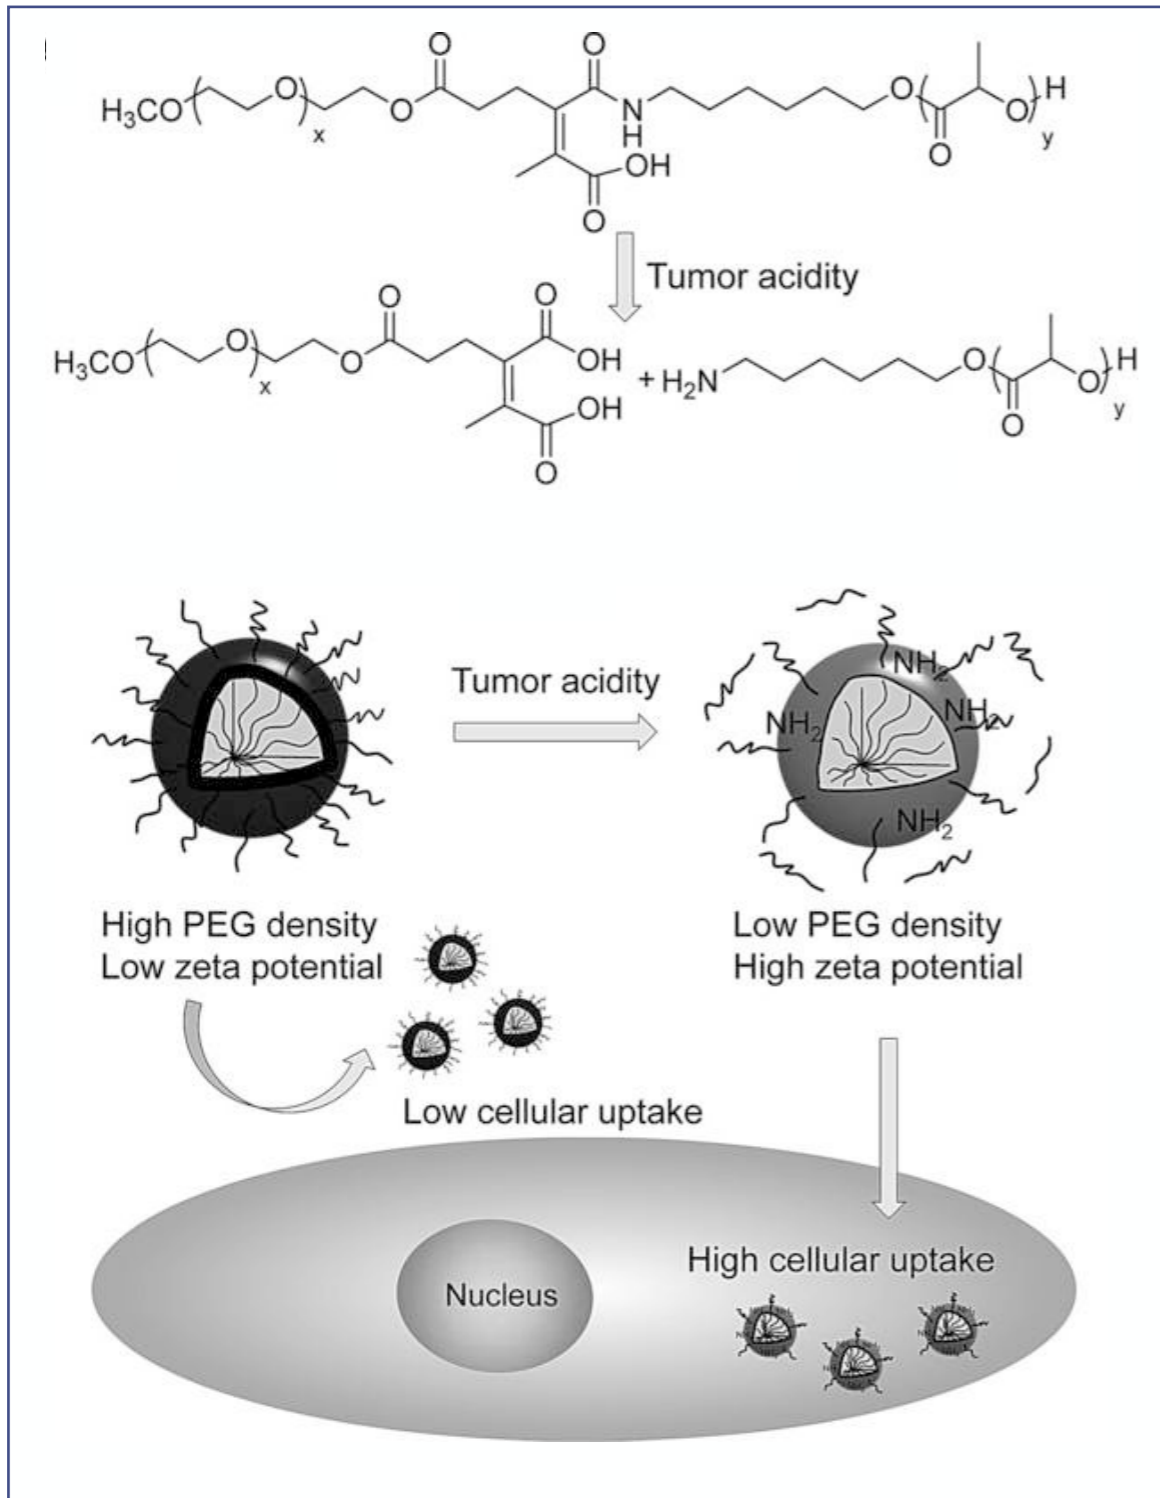 H₃CO ( O )x O O O N H O ( O O ) H y
OH
O
Tumor acidity
H₃CO ( O )x O O O OH + H₂N O ( O O ) H y
OH
O
Tumor acidity
NH₂
NH₂
NH₂
NH₂
High PEG density
Low zeta potential
Low PEG density
High zeta potential
Low cellular uptake
High cellular uptake
Nucleus